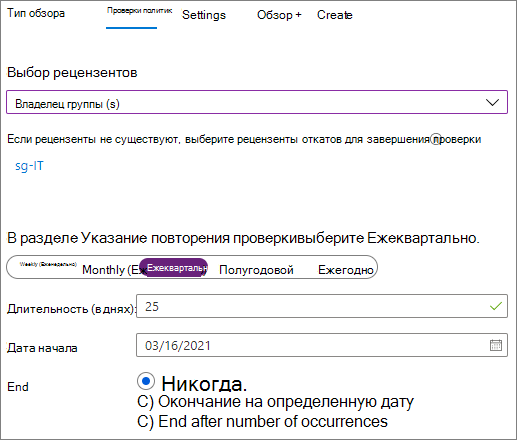 Тип обзора Проверки политик Settings Обзор + Create
Выбор рецензентов
Владелец группы (s)
Если рецензенты не существуют, выберите рецензенты откатов для завершения проверки
sg-IT
В разделе Указание повторения проверкивыберите Ежеквартально.
Weekly (Еженедельно) Monthly (Еж Ежеквартальн Полугодовой Ежегодно
Длительность (в днях): 25
Дата начала 03/16/2021
End Никогда.
C) Окончание на определенную дату
C) End after number of occurrences